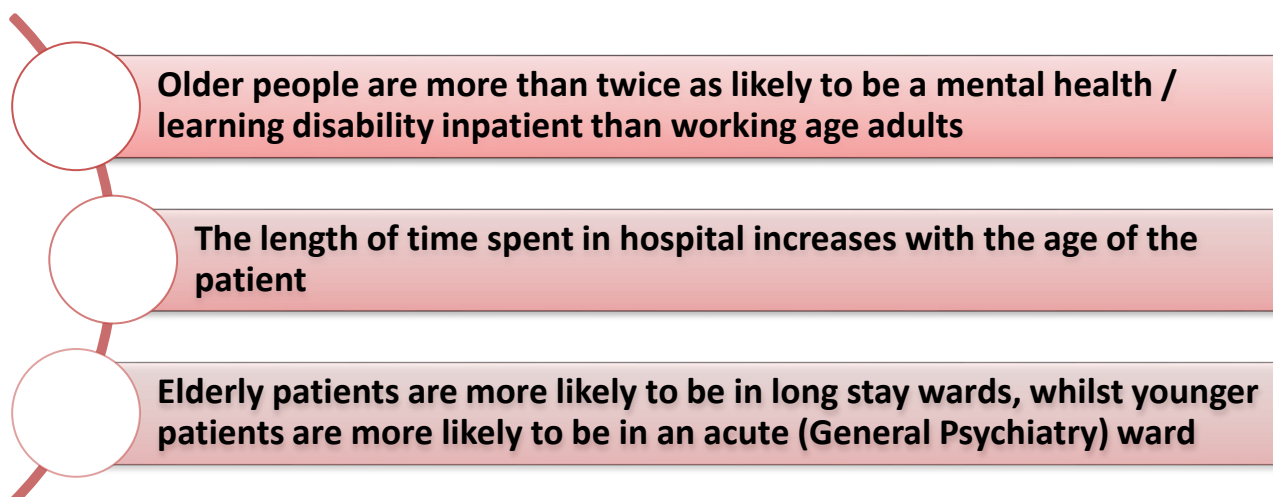 Older people are more than twice as likely to be a mental health /
learning disability inpatient than working age adults
The length of time spent in hospital increases with the age of the
patient
Elderly patients are more likely to be in long stay wards, whilst younger
patients are more likely to be in an acute (General Psychiatry) ward